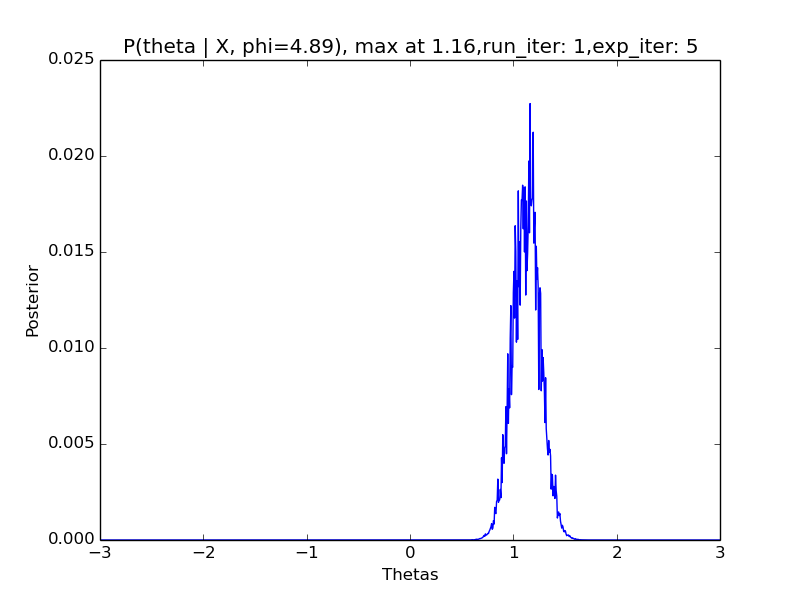 P(theta | X, phi=4.89), max at 1.16,run_iter: 1,exp_iter: 5
0.025
0.020
0.015
0.010
0.005
0.000
Posterior
−3 −2 −1 0 1 2 3
Thetas